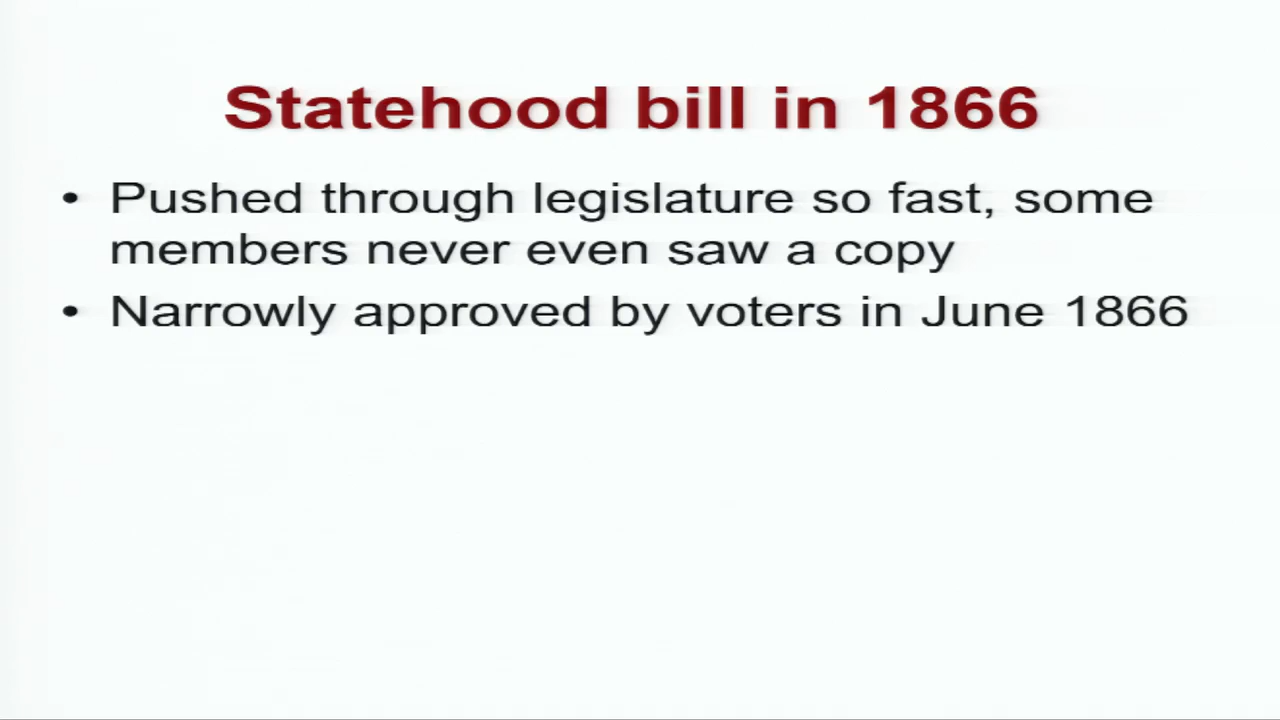 Statehood bill in 1866
• Pushed through legislature so fast, some
members never even saw a copy
• Narrowly approved by voters in June 1866